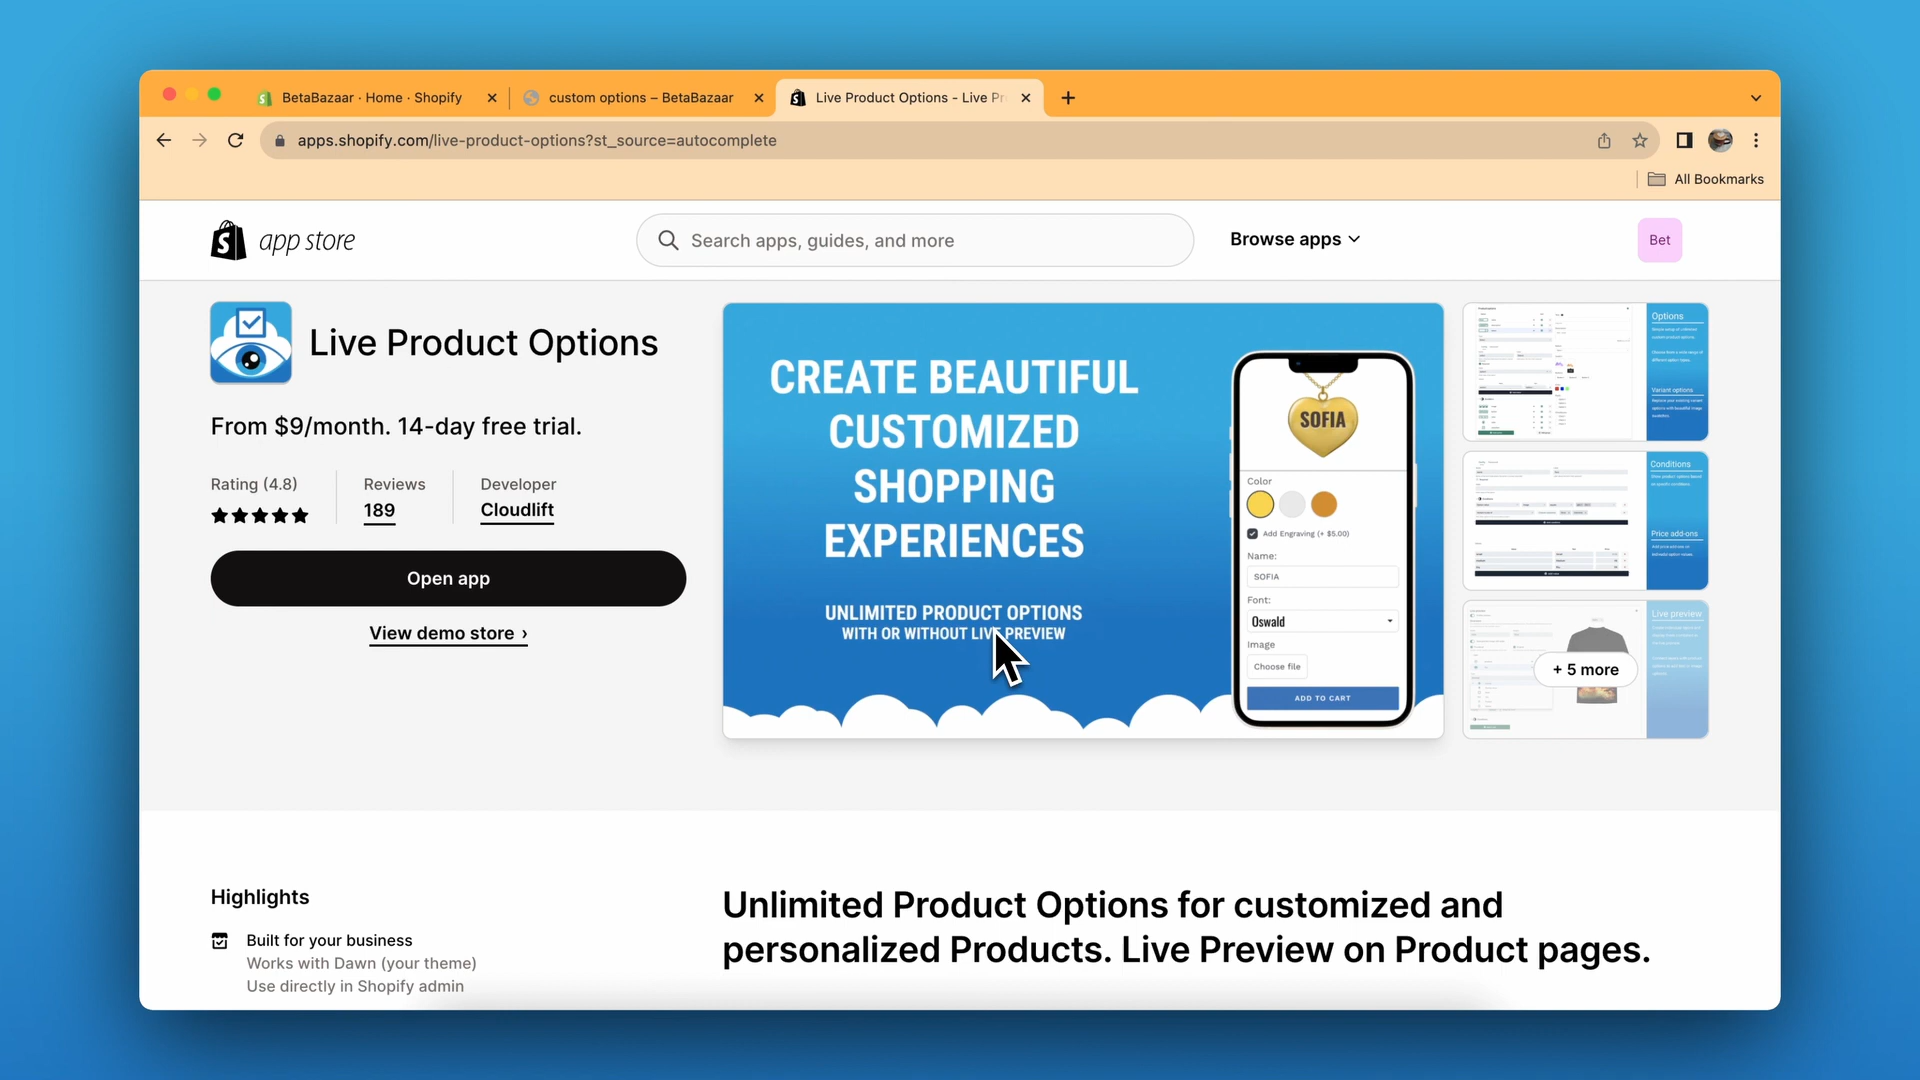 BetaBazaar · Home · Shopify
custom options – BetaBazaar
Live Product Options - Live Pr
apps.shopify.com/live-product-options?st_source=autocomplete
All Bookmarks
app store
Search apps, guides, and more
Browse apps
Bet
Live Product Options
From $9/month. 14-day free trial.
Rating (4.8)
Reviews
189
Developer
Cloudlift
Open app
View demo store ›
CREATE BEAUTIFUL
CUSTOMIZED
SHOPPING
EXPERIENCES
UNLIMITED PRODUCT OPTIONS
WITH OR WITHOUT LIVE PREVIEW
SOFIA
Color
Add Engraving (+ $5.00)
Name:
SOFIA
Font:
Oswald
Image
Choose file
ADD TO CART
Options
Variant options
Conditions
Price add-ons
Live preview
+ 5 more
Highlights
Built for your business
Works with Dawn (your theme)
Use directly in Shopify admin
Unlimited Product Options for customized and
personalized Products. Live Preview on Product pages.